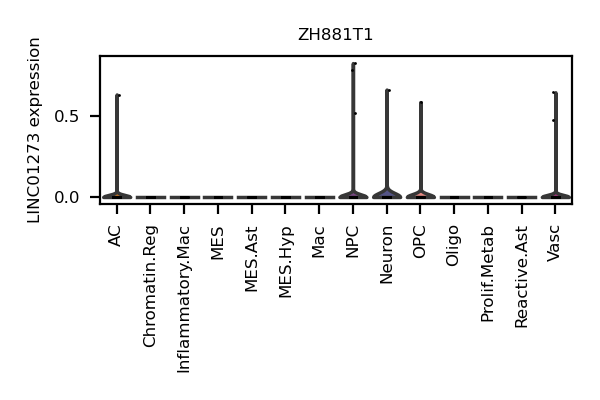 ZH881T1
LINC01273 expression
0.5
0.0
AC
Chromatin.Reg
Inflammatory.Mac
MES
MES.Ast
MES.Hyp
Mac
NPC
Neuron
OPC
Oligo
Prolif.Metab
Reactive.Ast
Vasc